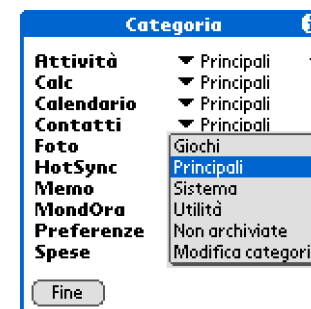 Categoria
Attività ▼ Principali
Calc ▼ Principali
Calendario ▼ Principali
Contatti ▼ Principali
Foto Giochi
HotSync Principali
Memo Sistema
MondOra Utilità
Preferenze Non archiviate
Spese Modifica categori
Fine